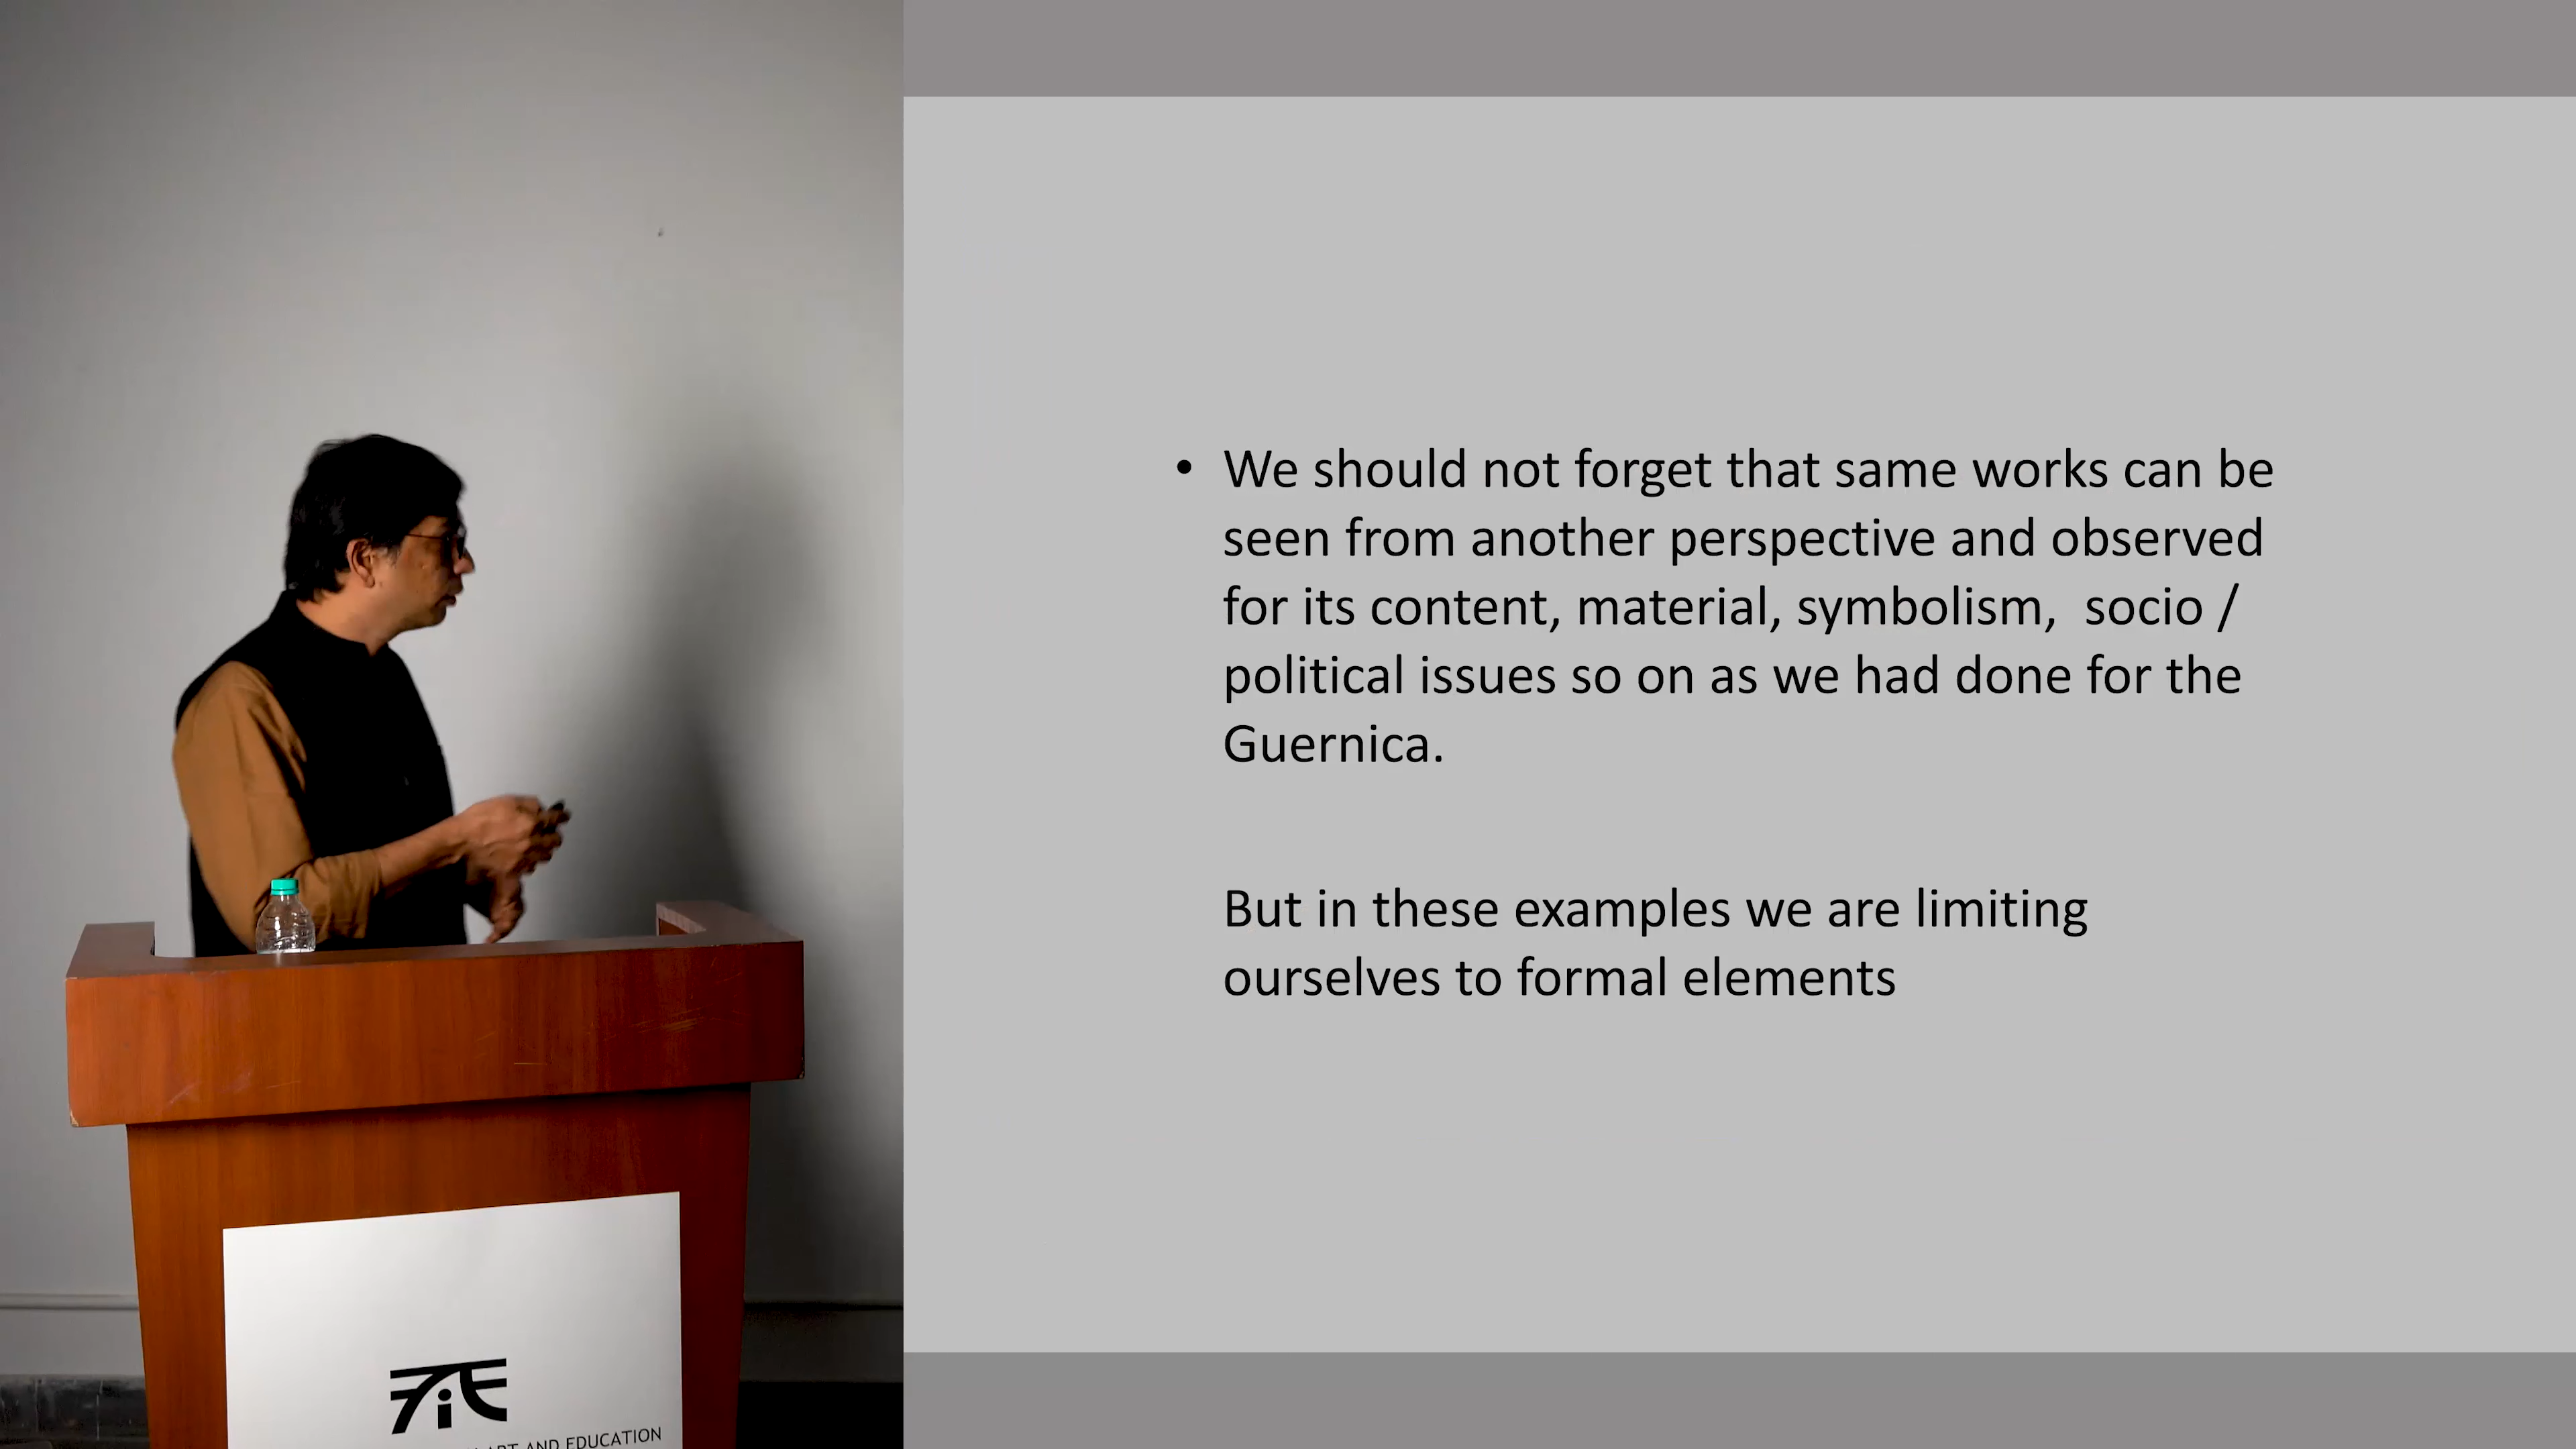 • We should not forget that same works can be
seen from another perspective and observed
for its content, material, symbolism,  socio /
political issues so on as we had done for the
Guernica.
But in these examples we are limiting
ourselves to formal elements
AND EDUCATION